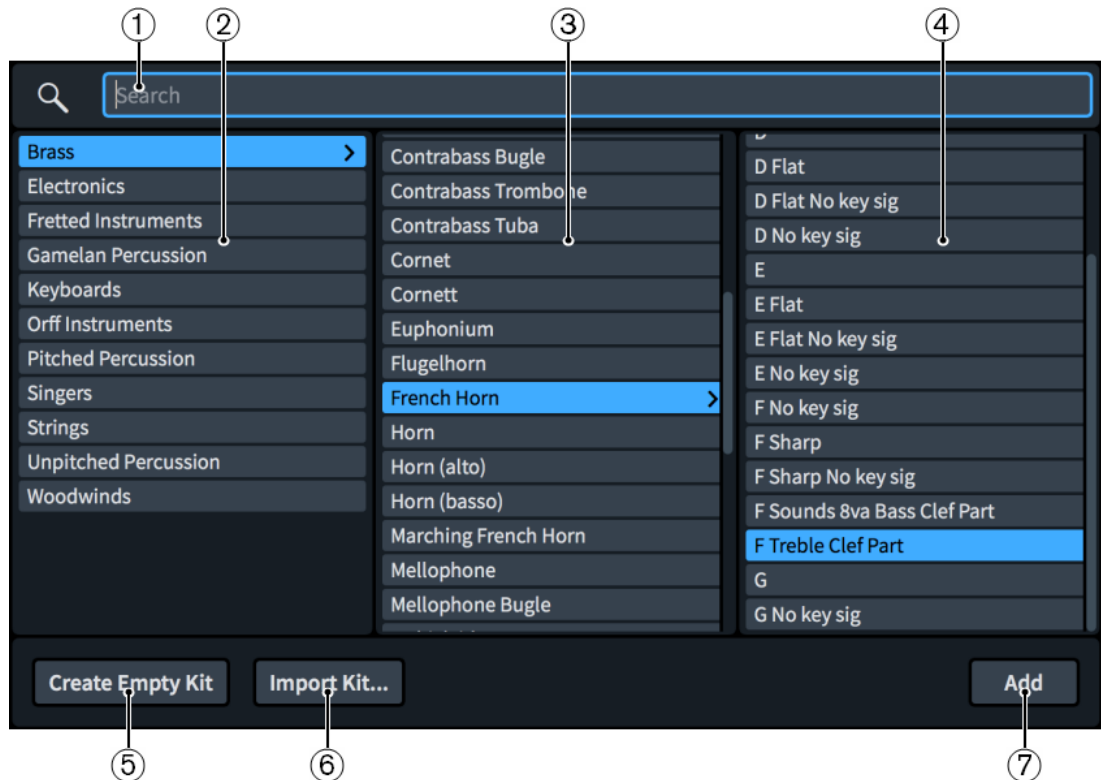 ① ② ③ ④
Search
Brass
Electronics
Fretted Instruments
Gamelan Percussion
Keyboards
Orff Instruments
Pitched Percussion
Singers
Strings
Unpitched Percussion
Woodwinds
Contrabass Bugle
Contrabass Trombone
Contrabass Tuba
Cornet
Cornett
Euphonium
Flugelhorn
French Horn
Horn
Horn (alto)
Horn (basso)
Marching French Horn
Mellophone
Mellophone Bugle
D Flat
D Flat No key sig
D No key sig
E
E Flat
E Flat No key sig
E No key sig
F No key sig
F Sharp
F Sharp No key sig
F Sounds 8va Bass Clef Part
F Treble Clef Part
G
G No key sig
Create Empty Kit
Import Kit...
Add
⑤ ⑥ ⑦